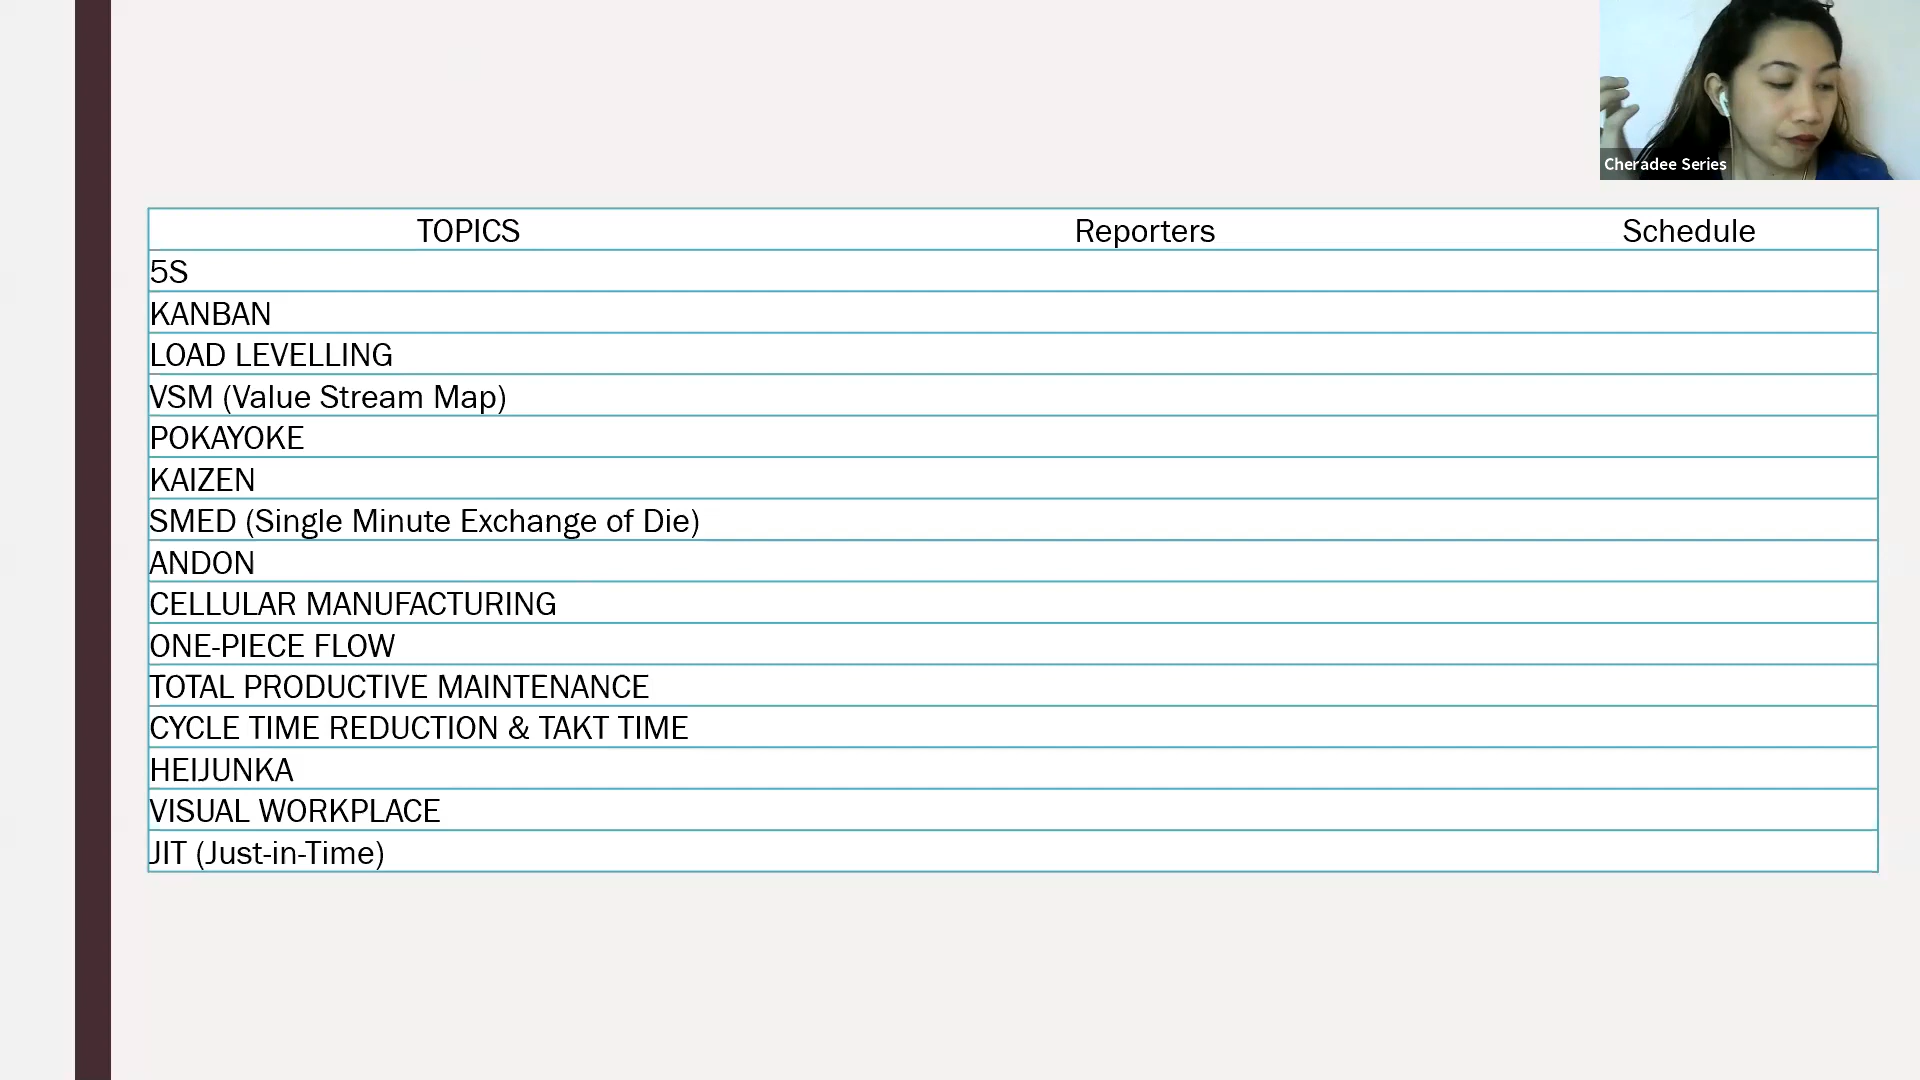 Cheradee Series
TOPICS Reporters Schedule
5S
KANBAN
LOAD LEVELLING
VSM (Value Stream Map)
POKAYOKE
KAIZEN
SMED (Single Minute Exchange of Die)
ANDON
CELLULAR MANUFACTURING
ONE-PIECE FLOW
TOTAL PRODUCTIVE MAINTENANCE
CYCLE TIME REDUCTION & TAKT TIME
HEIJUNKA
VISUAL WORKPLACE
JIT (Just-in-Time)